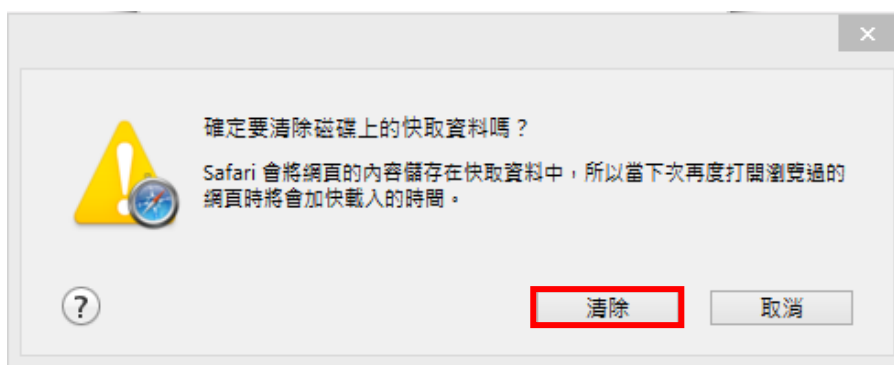 確定要清除磁碟上的快取資料嗎？
Safari 會將網頁的內容儲存在快取資料中，所以當下次再度打開瀏覽過的
網頁時將會加快載入的時間。
?
清除
取消